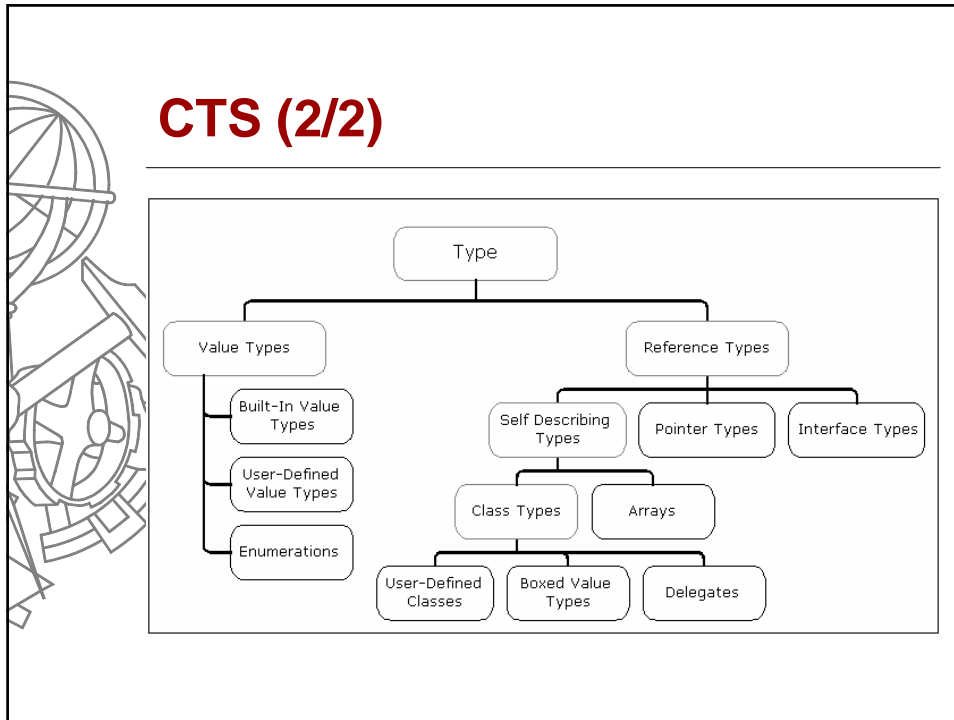 CTS (2/2)
Type
Value Types
Reference Types
Built-In Value
Types
User-Defined
Value Types
Enumerations
Self Describing
Types
Pointer Types
Interface Types
Class Types
Arrays
User-Defined
Classes
Boxed Value
Types
Delegates